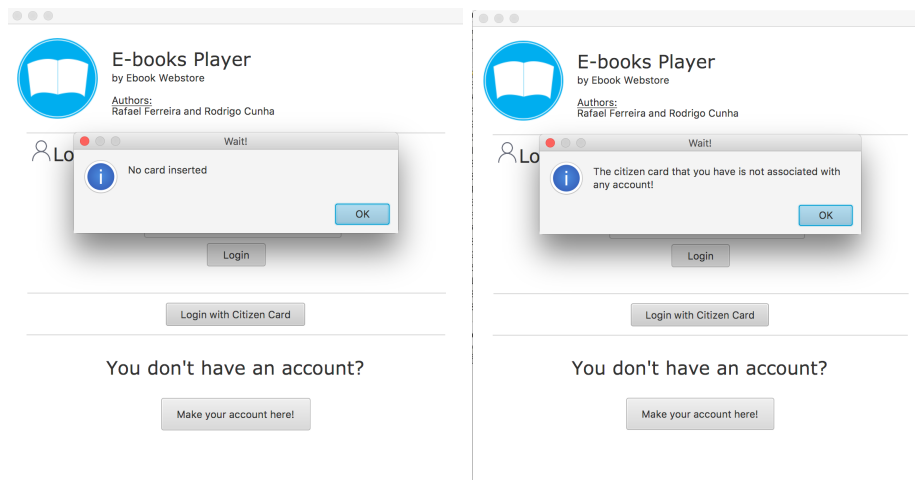 E-books Player
by Ebook Webstore
Authors:
Rafael Ferreira and Rodrigo Cunha
Wait!
Lo
No card inserted
OK
Login
Login with Citizen Card
You don't have an account?
Make your account here!
E-books Player
by Ebook Webstore
Authors:
Rafael Ferreira and Rodrigo Cunha
Wait!
Lo
The citizen card that you have is not associated with
any account!
OK
Login
Login with Citizen Card
You don't have an account?
Make your account here!